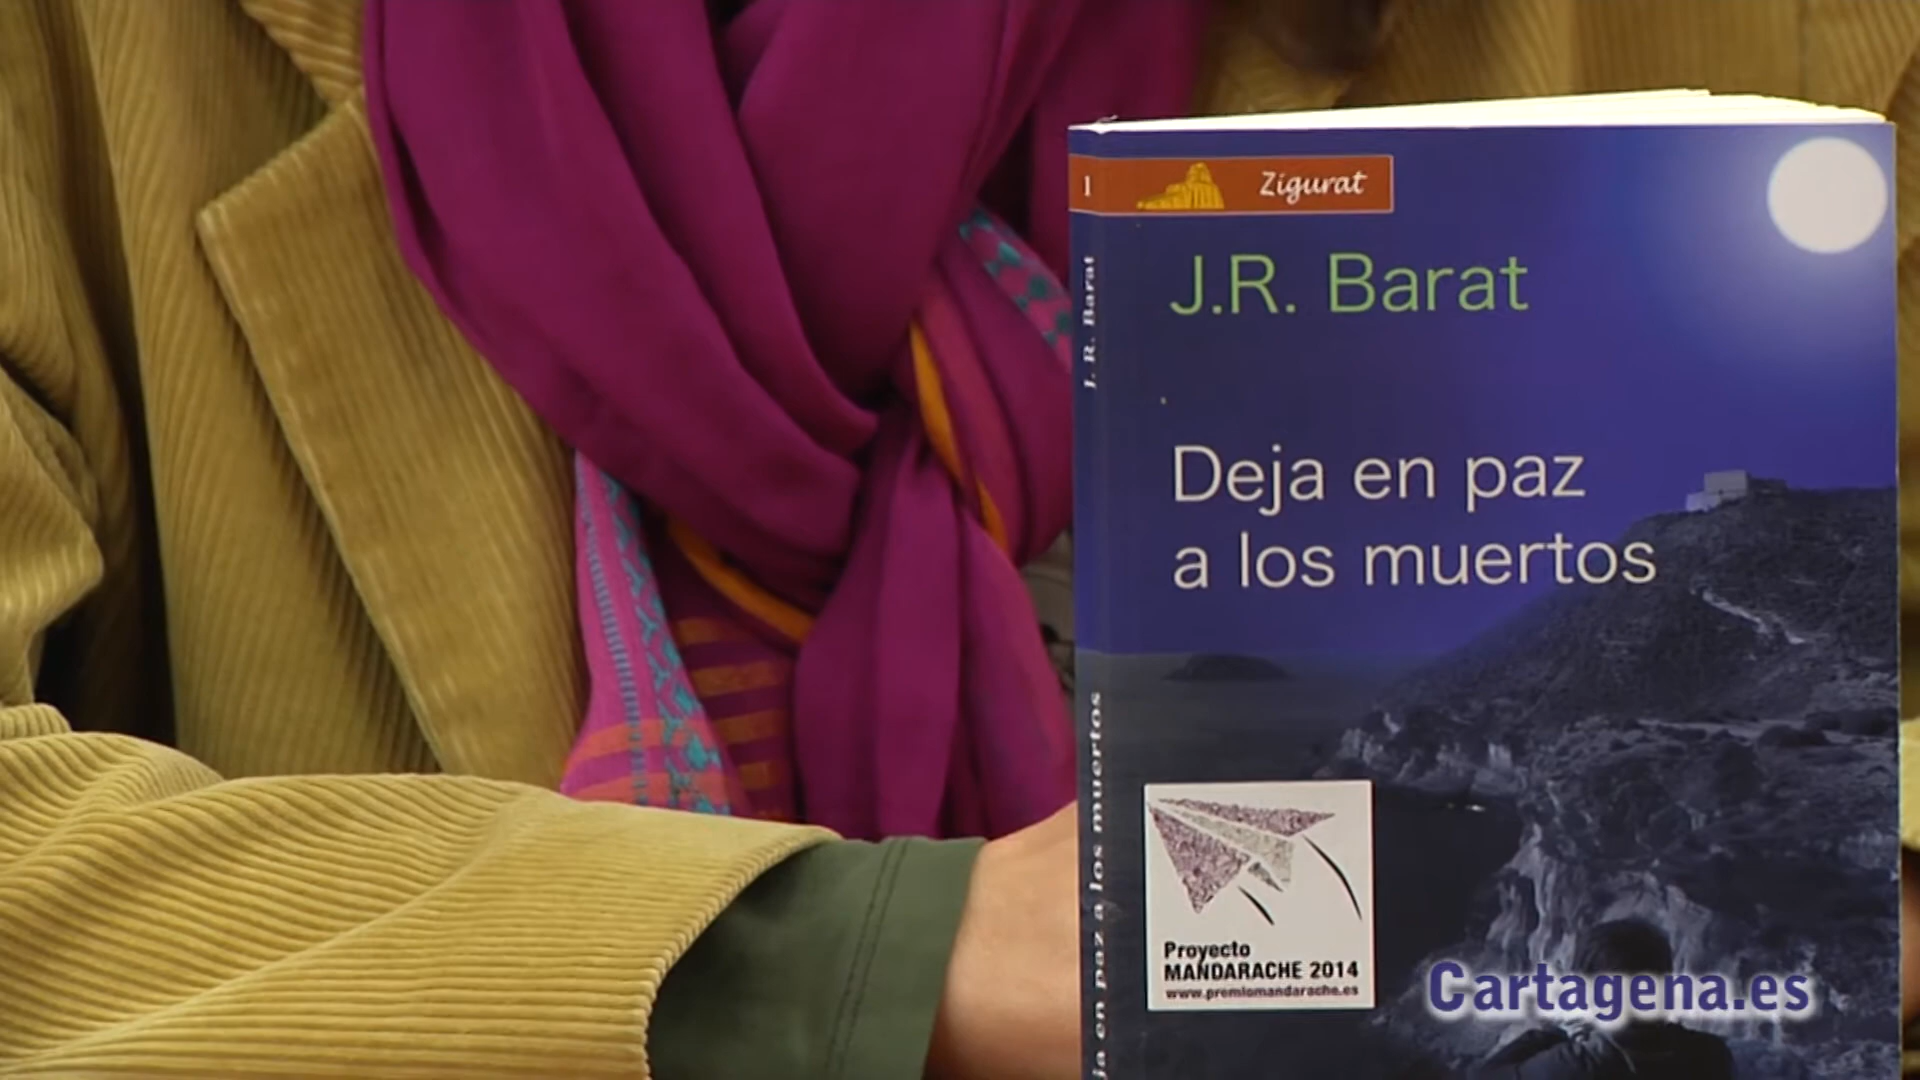 1
Zigurat
J.R. Barat
J. R. Barat
Deja en paz
a los muertos
ja en paz a los muertos
Proyecto
MANDARACHE 2014
www.premiomandarache.es
Cartagena.es